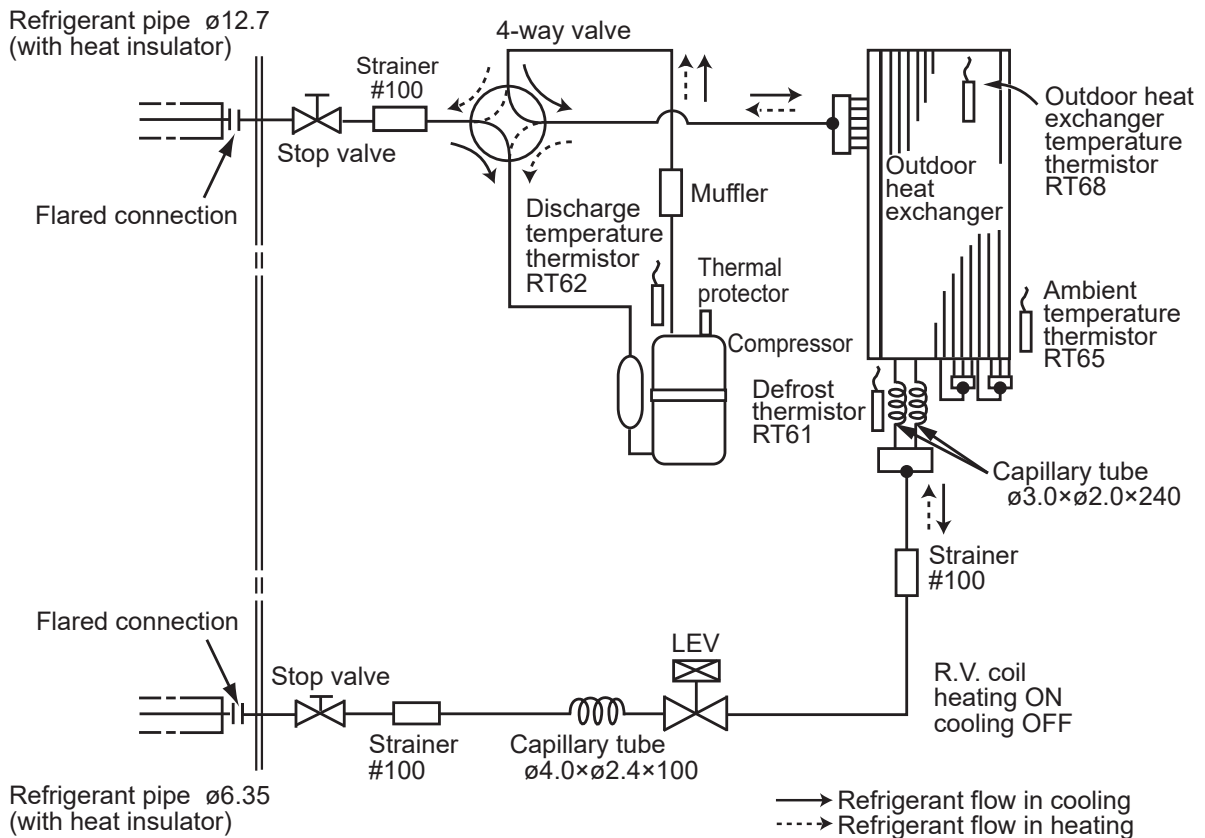 Refrigerant pipe ø12.7
(with heat insulator)
4-way valve
Strainer
#100
Stop valve
Flared connection
Muffler
Discharge
temperature
thermistor
RT62
Thermal
protector
Compressor
Outdoor
heat
exchanger
Outdoor heat
exchanger
temperature
thermistor
RT68
Ambient
temperature
thermistor
RT65
Defrost
thermistor
RT61
Capillary tube
ø3.0×ø2.0×240
Strainer
#100
Flared connection
Stop valve
LEV
R.V. coil
heating ON
cooling OFF
Strainer
#100
Capillary tube
ø4.0×ø2.4×100
Refrigerant pipe ø6.35
(with heat insulator)
Refrigerant flow in cooling
Refrigerant flow in heating